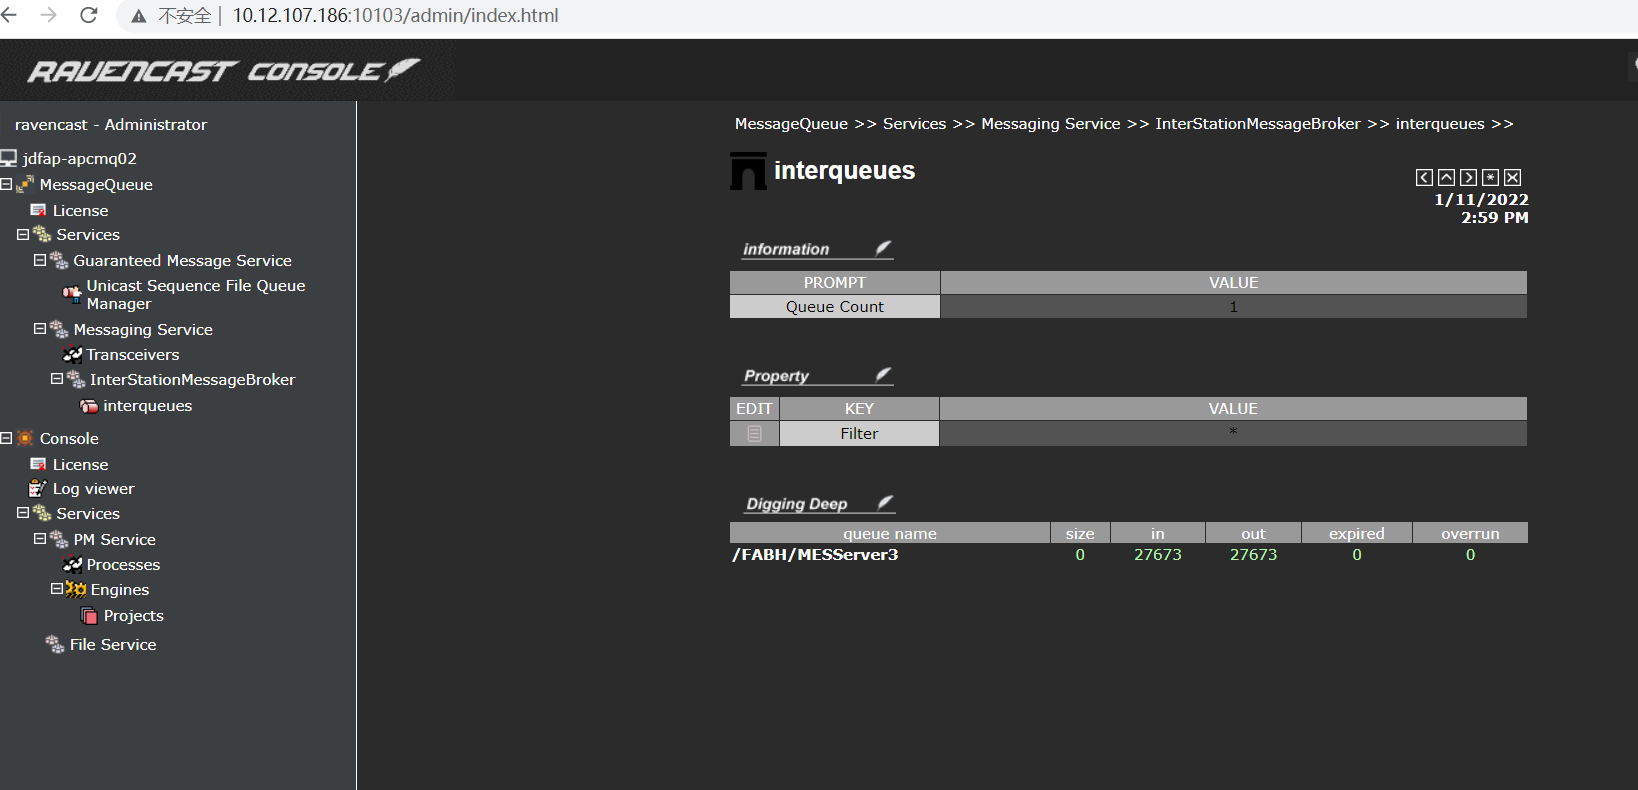 不安全 | 10.12.107.186:10103/admin/index.html
RAVENCAST CONSOLE
ravencast - Administrator
jdfap-apcmq02
MessageQueue
License
Services
Guaranteed Message Service
Unicast Sequence File Queue
Manager
Messaging Service
Transceivers
InterStationMessageBroker
interqueues
Console
License
Log viewer
Services
PM Service
Processes
Engines
Projects
File Service
MessageQueue >> Services >> Messaging Service >> InterStationMessageBroker >> interqueues >>
interqueues
1/11/2022
2:59 PM
information
PROMPT VALUE
Queue Count 1
Property
EDIT KEY VALUE
Filter *
Digging Deep
queue name size in out expired overrun
/FABH/MESServer3 0 27673 27673 0 0